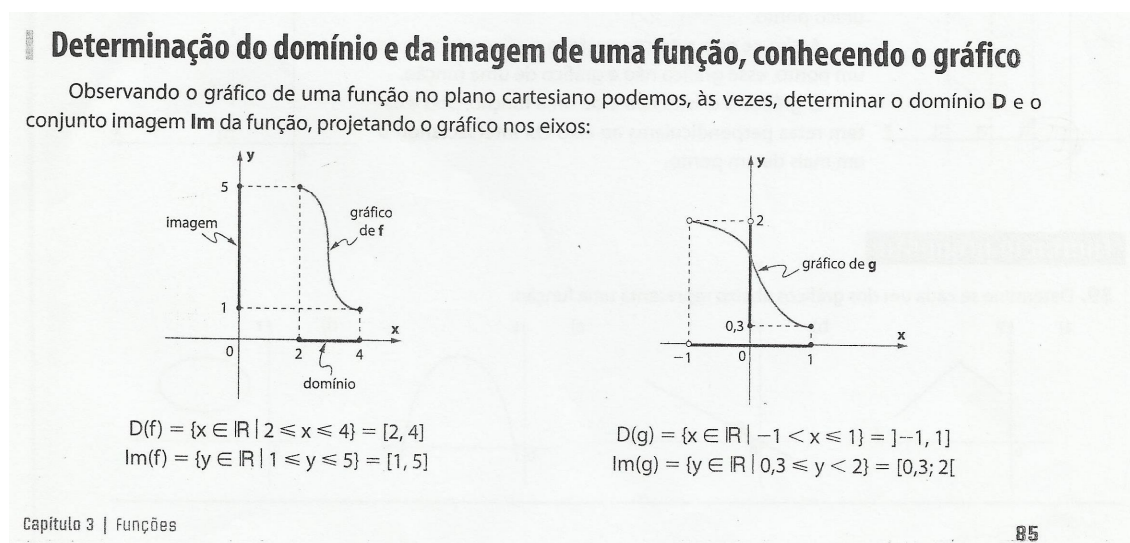 Determinação do domínio e da imagem de uma função, conhecendo o gráfico
Observando o gráfico de uma função no plano cartesiano podemos, às vezes, determinar o domínio D e o
conjunto imagem Im da função, projetando o gráfico nos eixos:
y
5
imagem
gráfico
de f
1
x
0
2
4
domínio
D(f) = {x ∈ ℝ | 2 ⩽ x ⩽ 4} = [2, 4]
Im(f) = {y ∈ ℝ | 1 ⩽ y ⩽ 5} = [1, 5]
y
2
gráfico de g
0,3
x
−1
0
1
D(g) = {x ∈ ℝ | −1 < x ⩽ 1} = ]−-1, 1]
Im(g) = {y ∈ ℝ | 0,3 ⩽ y < 2} = [0,3; 2[
Capítulo 3 | Funções
85